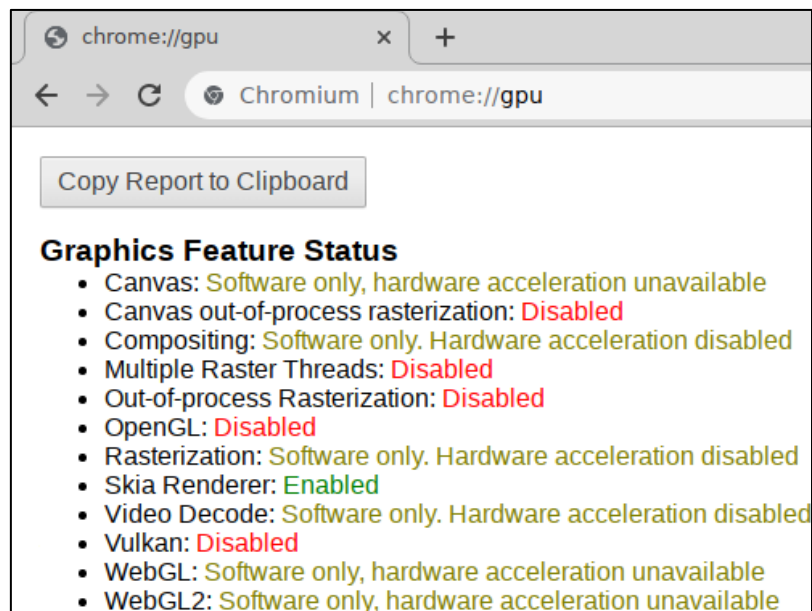 chrome://gpu
Chromium | chrome://gpu
Copy Report to Clipboard
Graphics Feature Status
Canvas: Software only, hardware acceleration unavailable
Canvas out-of-process rasterization: Disabled
Compositing: Software only. Hardware acceleration disabled
Multiple Raster Threads: Disabled
Out-of-process Rasterization: Disabled
OpenGL: Disabled
Rasterization: Software only. Hardware acceleration disabled
Skia Renderer: Enabled
Video Decode: Software only. Hardware acceleration disabled
Vulkan: Disabled
WebGL: Software only, hardware acceleration unavailable
WebGL2: Software only, hardware acceleration unavailable